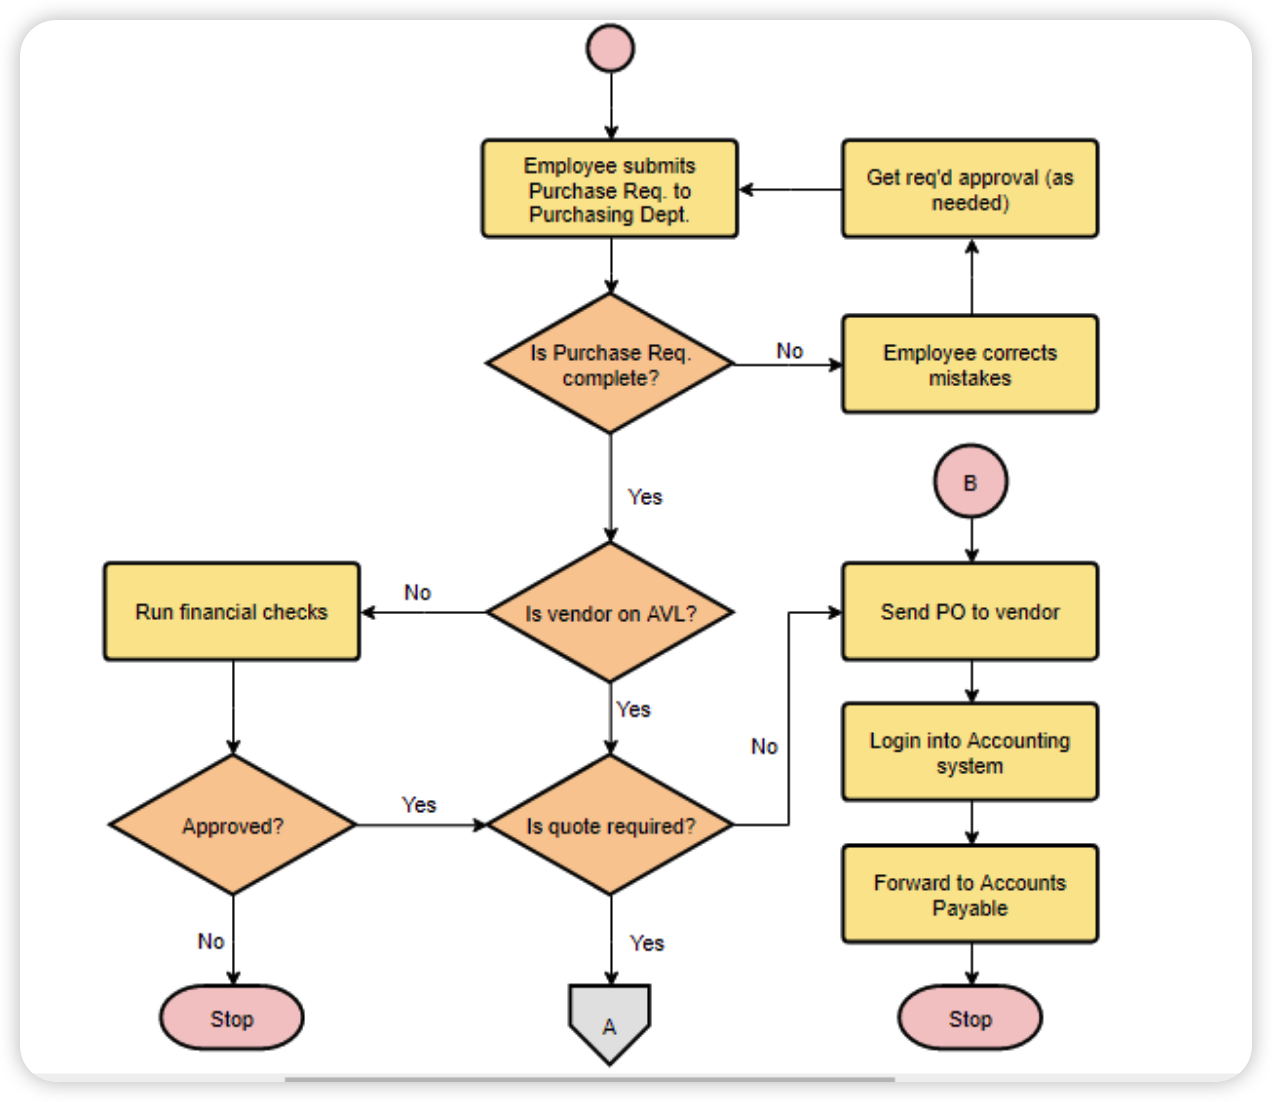 Employee submits
Purchase Req. to
Purchasing Dept.
Get req'd approval (as
needed)
Is Purchase Req.
complete?
No
Employee corrects
mistakes
Yes
B
Run financial checks
No
Is vendor on AVL?
Send PO to vendor
Yes
No
Login into Accounting
system
Approved?
Yes
Is quote required?
Forward to Accounts
Payable
No
Yes
Stop
A
Stop